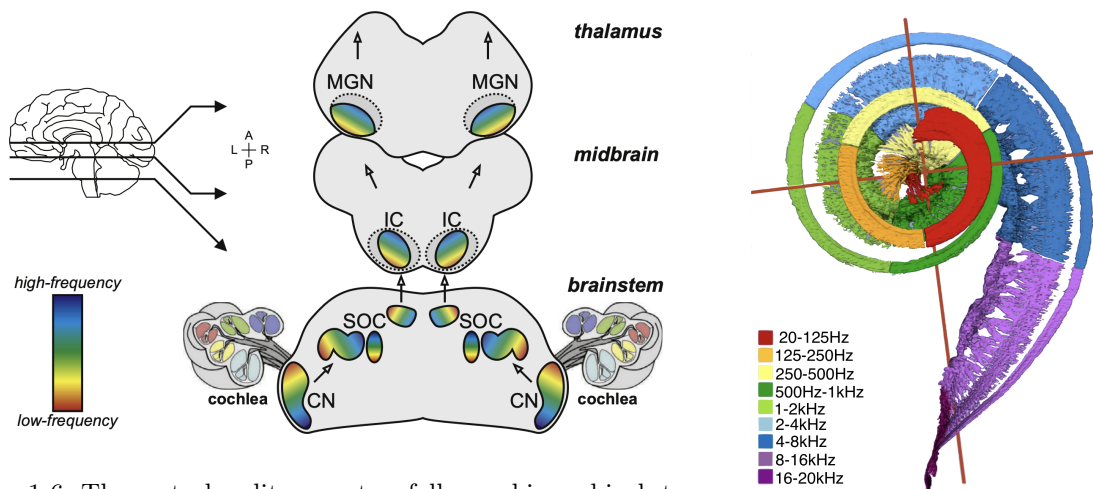 thalamus
MGN
MGN
A
L R
P
midbrain
IC
IC
high-frequency
brainstem
SOC
SOC
CN
CN
cochlea
cochlea
low-frequency
20-125Hz
125-250Hz
250-500Hz
500Hz-1kHz
1-2kHz
2-4kHz
4-8kHz
8-16kHz
16-20kHz